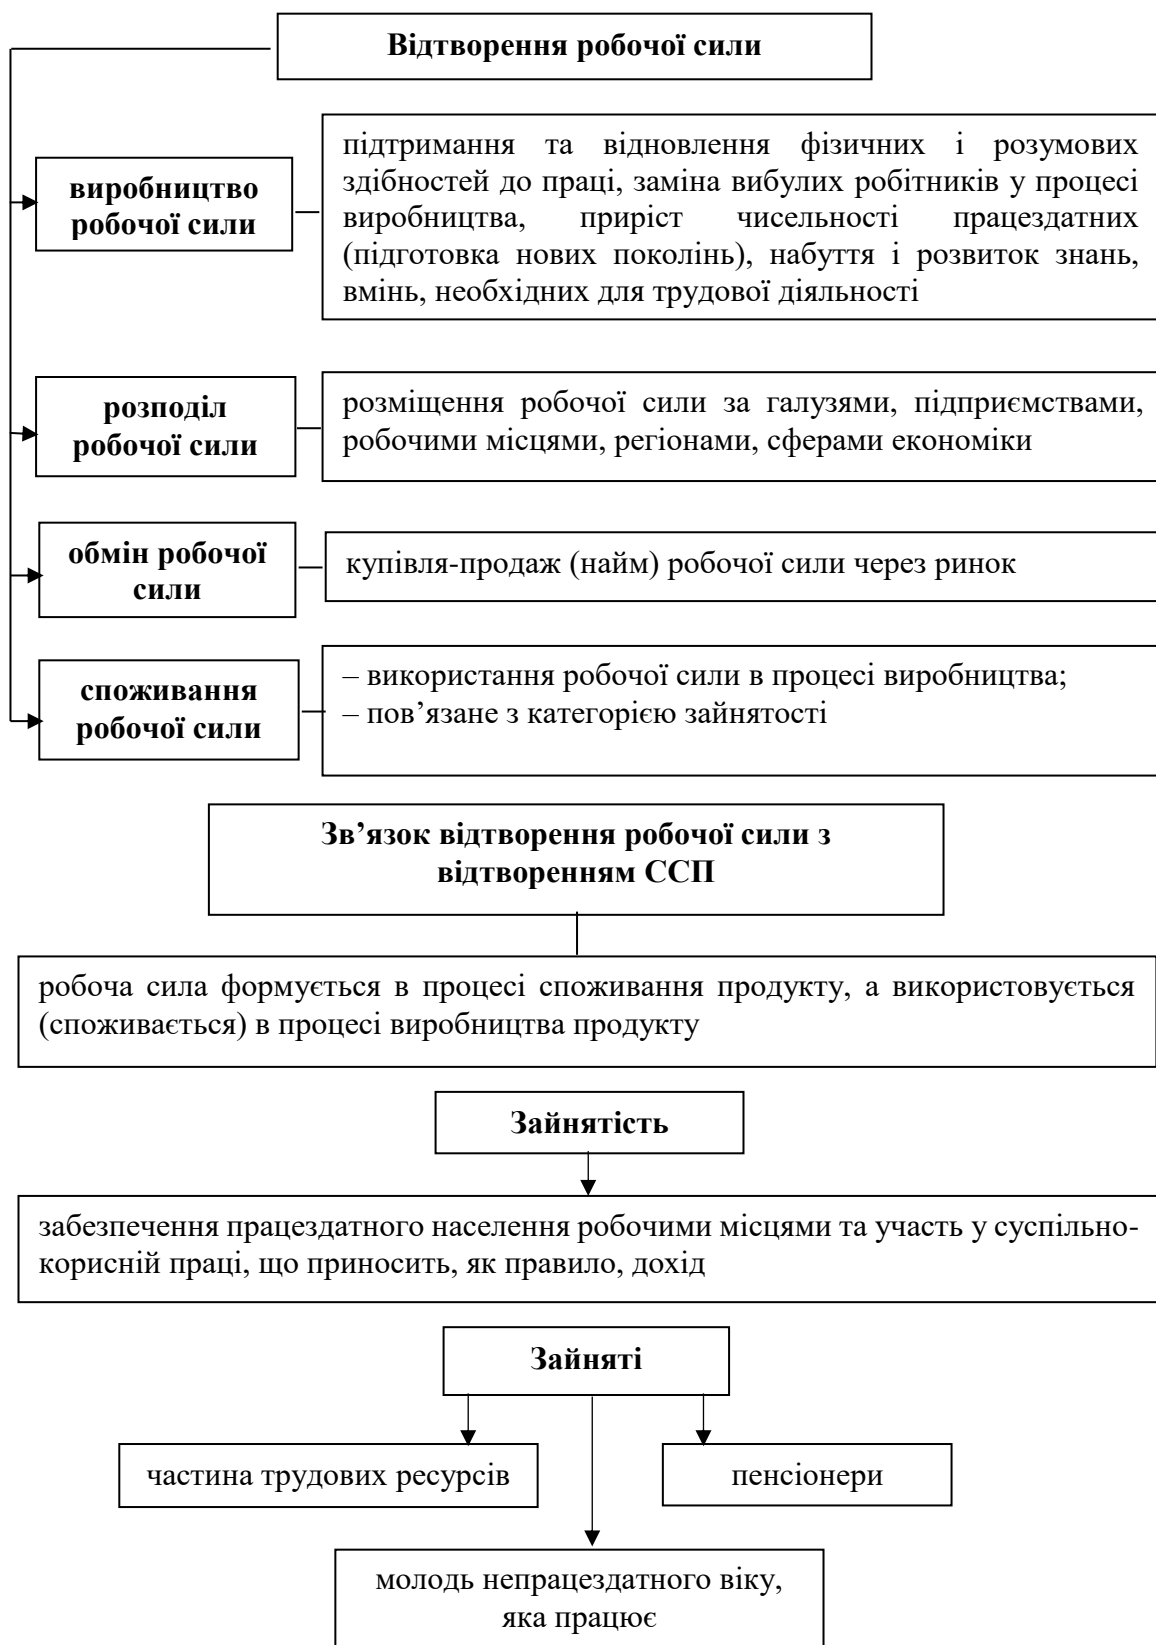 Відтворення робочої сили
виробництво
робочої сили
підтримання та відновлення фізичних і розумових
здібностей до праці, заміна вибулих робітників у процесі
виробництва, приріст чисельності працездатних
(підготовка нових поколінь), набуття і розвиток знань,
вмінь, необхідних для трудової діяльності
розподіл
робочої сили
розміщення робочої сили за галузями, підприємствами,
робочими місцями, регіонами, сферами економіки
обмін робочої
сили
купівля-продаж (найм) робочої сили через ринок
споживання
робочої сили
– використання робочої сили в процесі виробництва;
– пов’язане з категорією зайнятості
Зв’язок відтворення робочої сили з
відтворенням ССП
робоча сила формується в процесі споживання продукту, а використовується
(споживається) в процесі виробництва продукту
Зайнятість
забезпечення працездатного населення робочими місцями та участь у суспільно-
корисній праці, що приносить, як правило, дохід
Зайняті
частина трудових ресурсів
пенсіонери
молодь непрацездатного віку,
яка працює